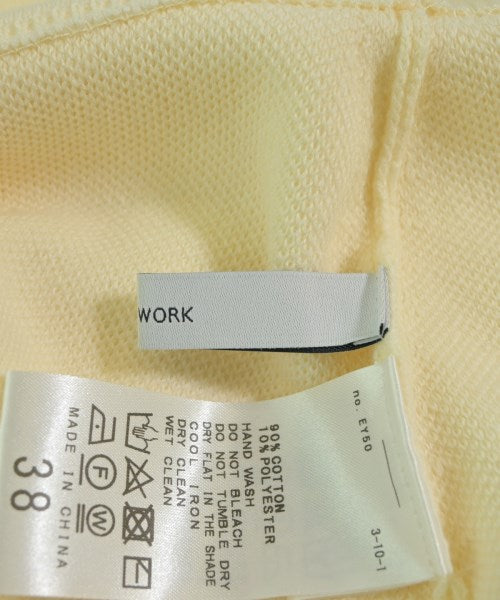 WORK
no. EY50
3-10-1
90% COTTON
10% POLYESTER
HAND WASH
DO NOT BLEACH
DO NOT TUMBLE DRY
DRY FLAT IN THE SHADE
COOL IRON
DRY CLEAN
WET CLEAN
F
W
MADE IN CHINA
38